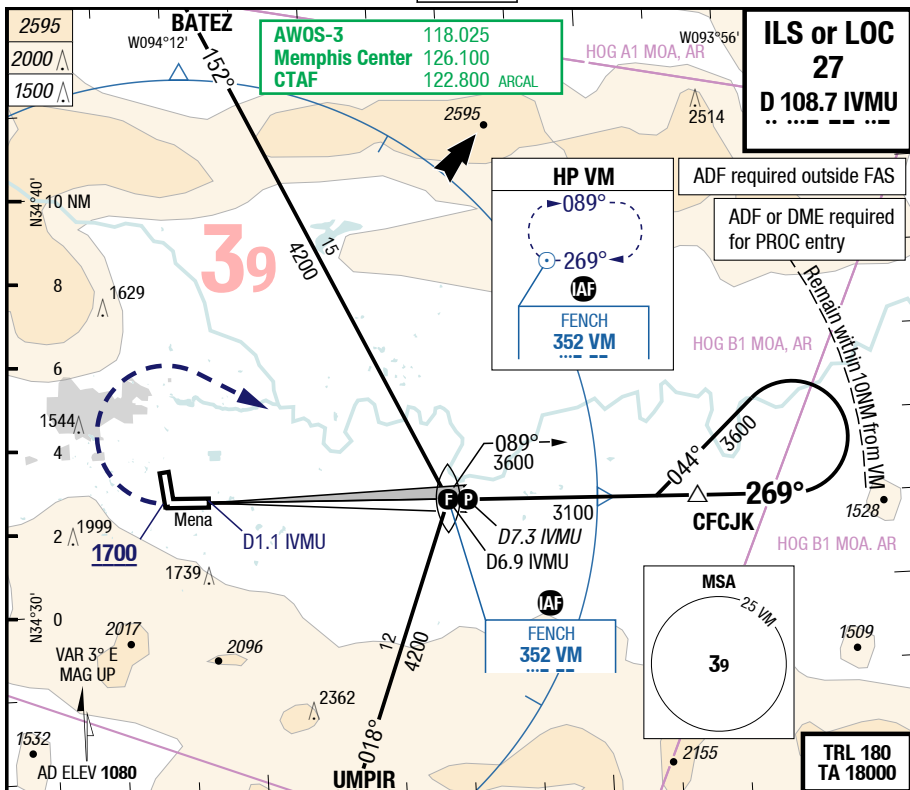 2595
2000
1500
BATEZ
W094°12'
152°
AWOS-3 118.025
Memphis Center 126.100
CTAF 122.800 ARCAL
HOG A1 MOA, AR
W093°56'
ILS or LOC
27
D 108.7 IVMU
2595
2514
ADF required outside FAS
ADF or DME required
for PROC entry
HP VM
089°
269°
IAF
FENCH
352 VM
N34°40'
10 NM
39
15
4200
8
1629
6
HOG B1 MOA, AR
Remain within 10NM from VM
1544
4
089°
3600
044°
3600
F
P
269°
CFCJK
3100
1528
Mena
D7.3 IVMU
D6.9 IVMU
D1.1 IVMU
1700
1999
2
1739
HOG B1 MOA. AR
IAF
FENCH
352 VM
MSA
25 VM
39
N34°30'
0
2017
2096
VAR 3° E
MAG UP
12
4200
1509
2362
018°
1532
AD ELEV 1080
UMPIR
2155
TRL 180
TA 18000